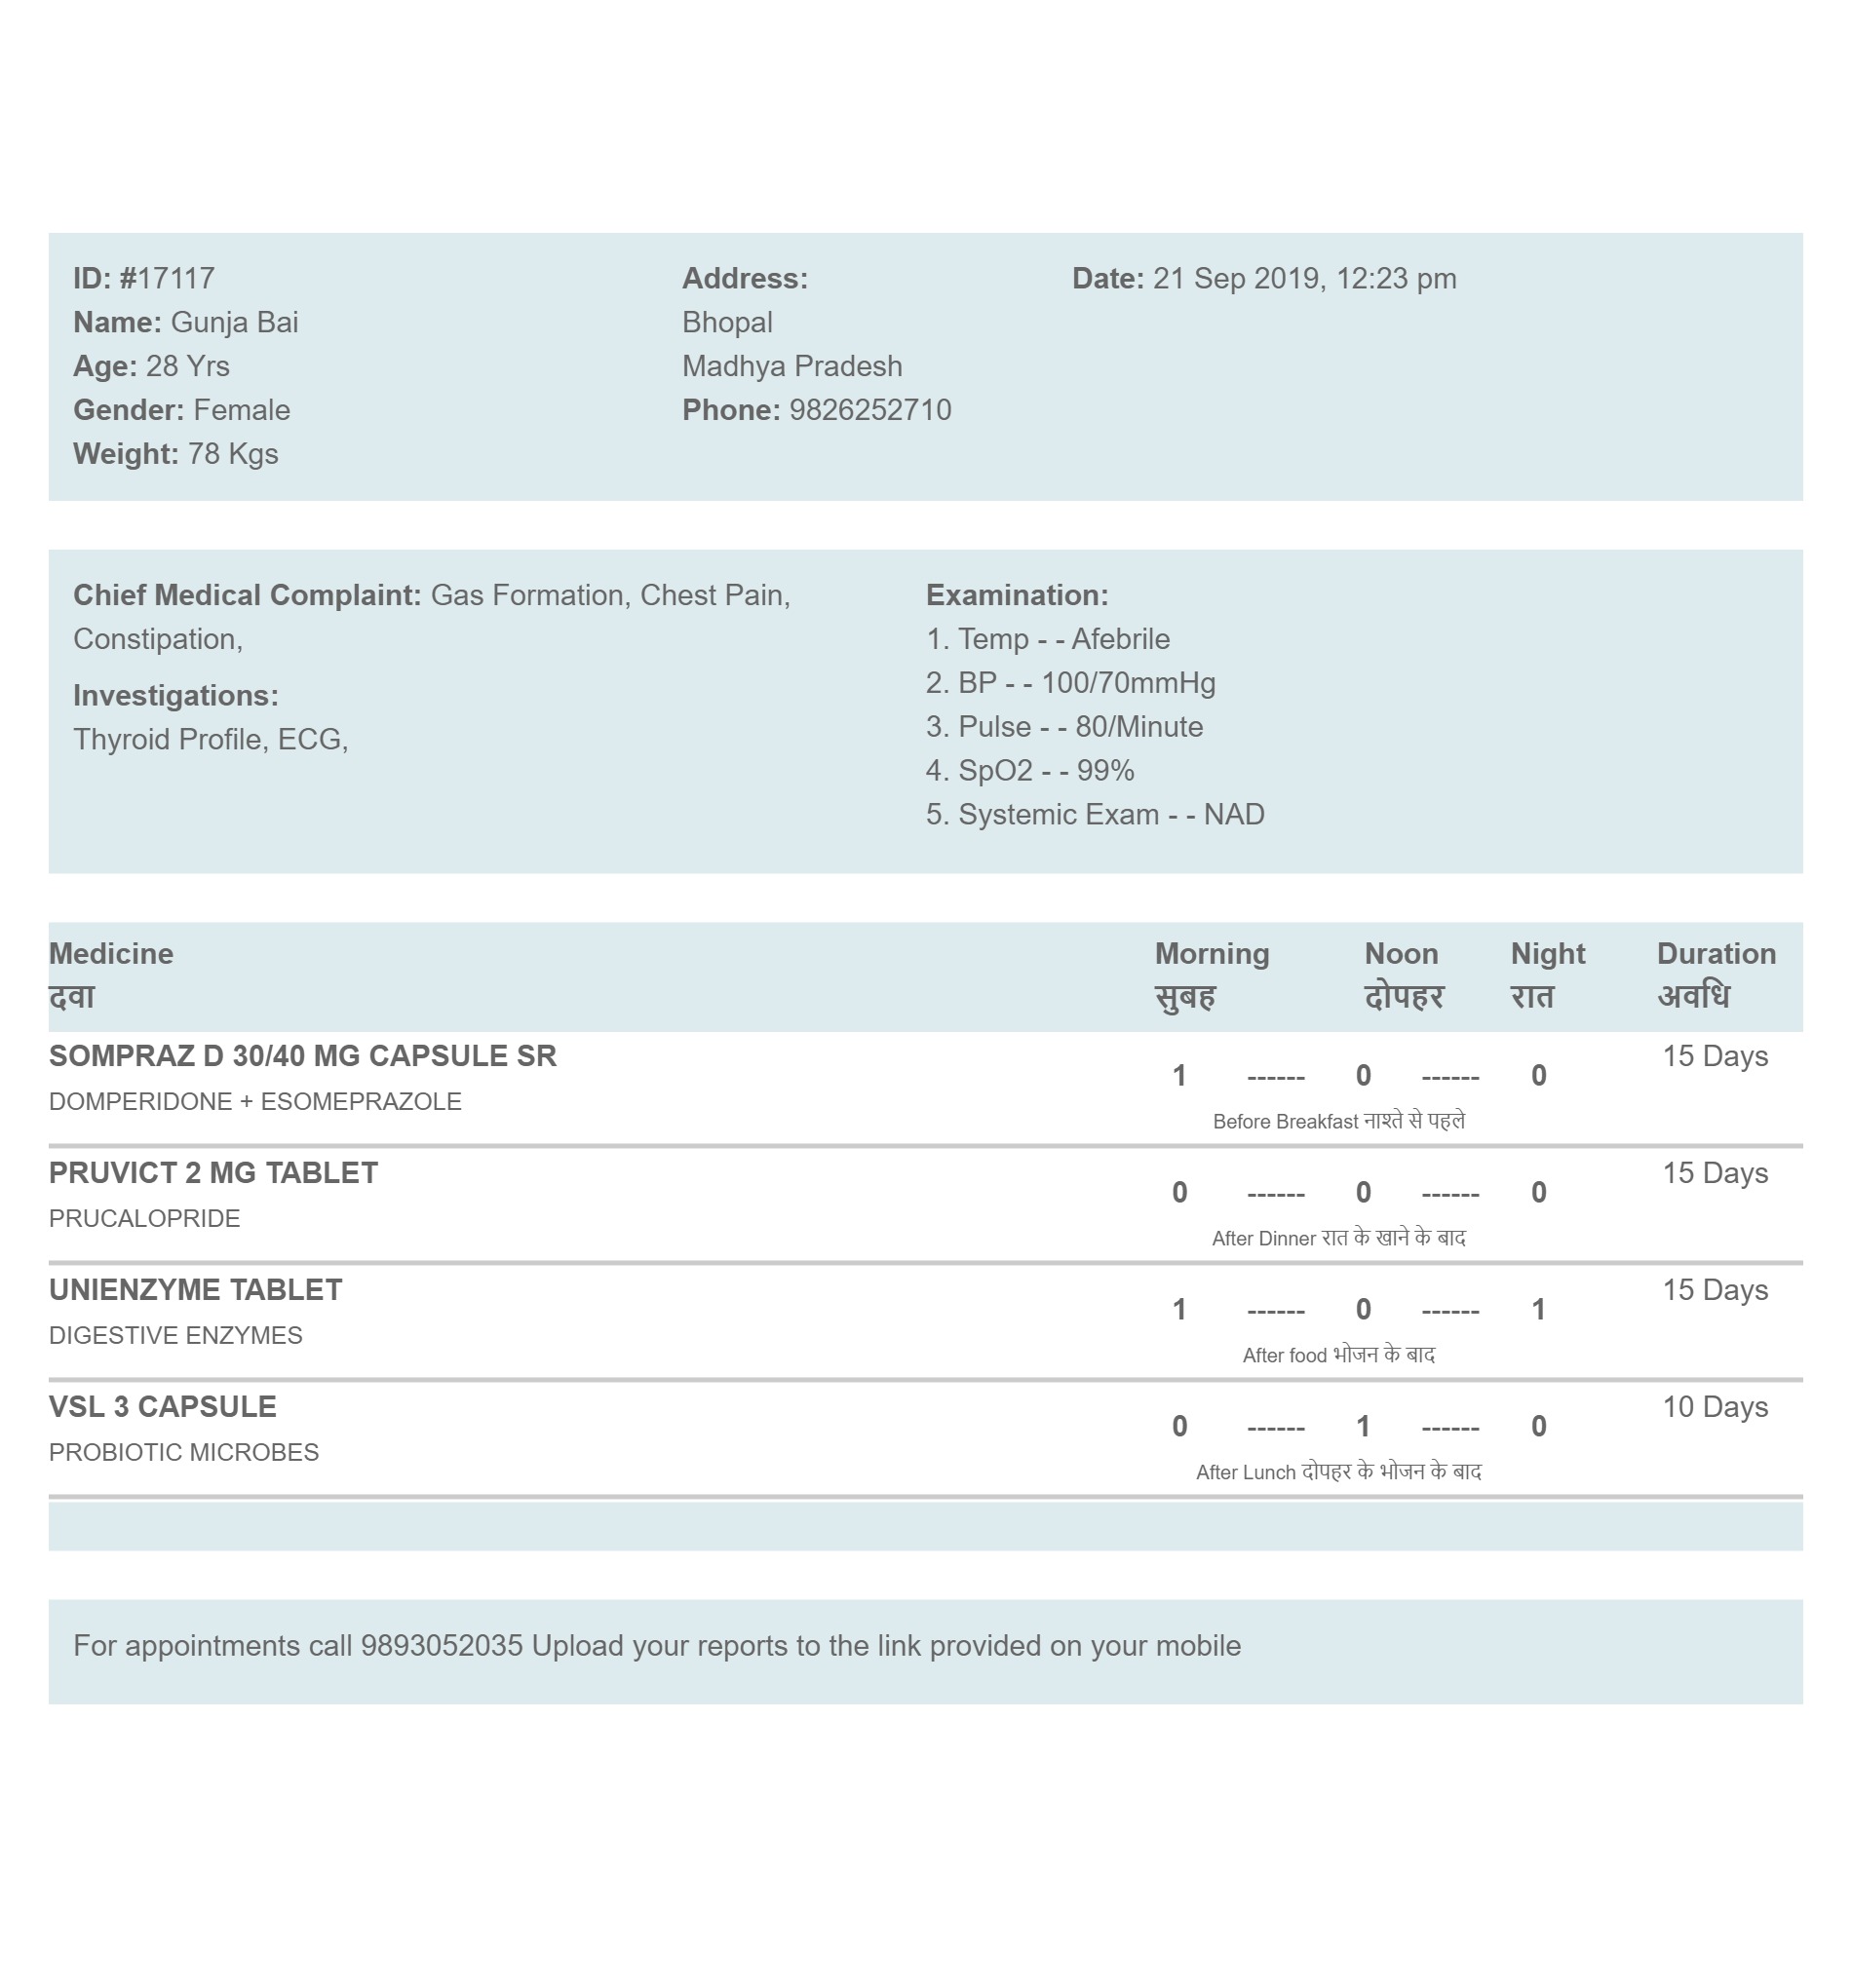 ID: #17117
Name: Gunja Bai
Age: 28 Yrs
Gender: Female
Weight: 78 Kgs
Address:
Bhopal
Madhya Pradesh
Phone: 9826252710
Date: 21 Sep 2019, 12:23 pm
Chief Medical Complaint: Gas Formation, Chest Pain,
Constipation,
Investigations:
Thyroid Profile, ECG,
Examination:
1. Temp - - Afebrile
2. BP - - 100/70mmHg
3. Pulse - - 80/Minute
4. SpO2 - - 99%
5. Systemic Exam - - NAD
Medicine Morning Noon Night Duration
दवा सुबह दोपहर रात अवधि
SOMPRAZ D 30/40 MG CAPSULE SR 15 Days
1 ------ 0 ------ 0
DOMPERIDONE + ESOMEPRAZOLE
Before Breakfast नाश्ते से पहले
PRUVICT 2 MG TABLET 15 Days
0 ------ 0 ------ 0
PRUCALOPRIDE
After Dinner रात के खाने के बाद
UNIENZYME TABLET 15 Days
1 ------ 0 ------ 1
DIGESTIVE ENZYMES
After food भोजन के बाद
VSL 3 CAPSULE 10 Days
0 ------ 1 ------ 0
PROBIOTIC MICROBES
After Lunch दोपहर के भोजन के बाद
For appointments call 9893052035 Upload your reports to the link provided on your mobile